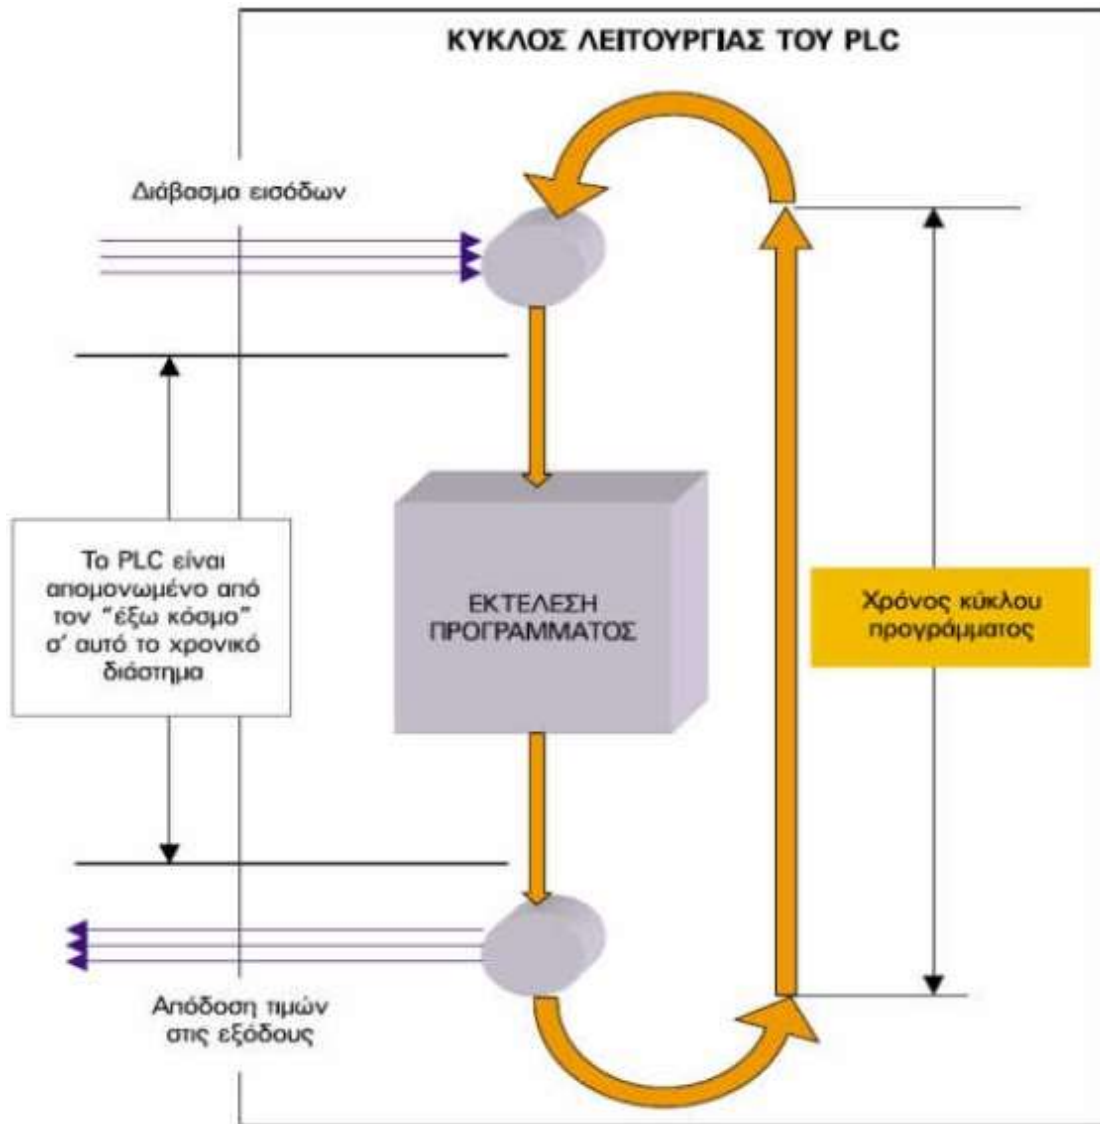 ΚΥΚΛΟΣ ΛΕΙΤΟΥΡΓΙΑΣ ΤΟΥ PLC
Διάβασμα εισόδων
Το PLC είναι
απομονωμένο από
τον "έξω κόσμο"
σ' αυτό το χρονικό
διάστημα
ΕΚΤΕΛΕΣΗ
ΠΡΟΓΡΑΜΜΑΤΟΣ
Χρόνος κύκλου
προγράμματος
Απόδοση τιμών
στις εξόδους